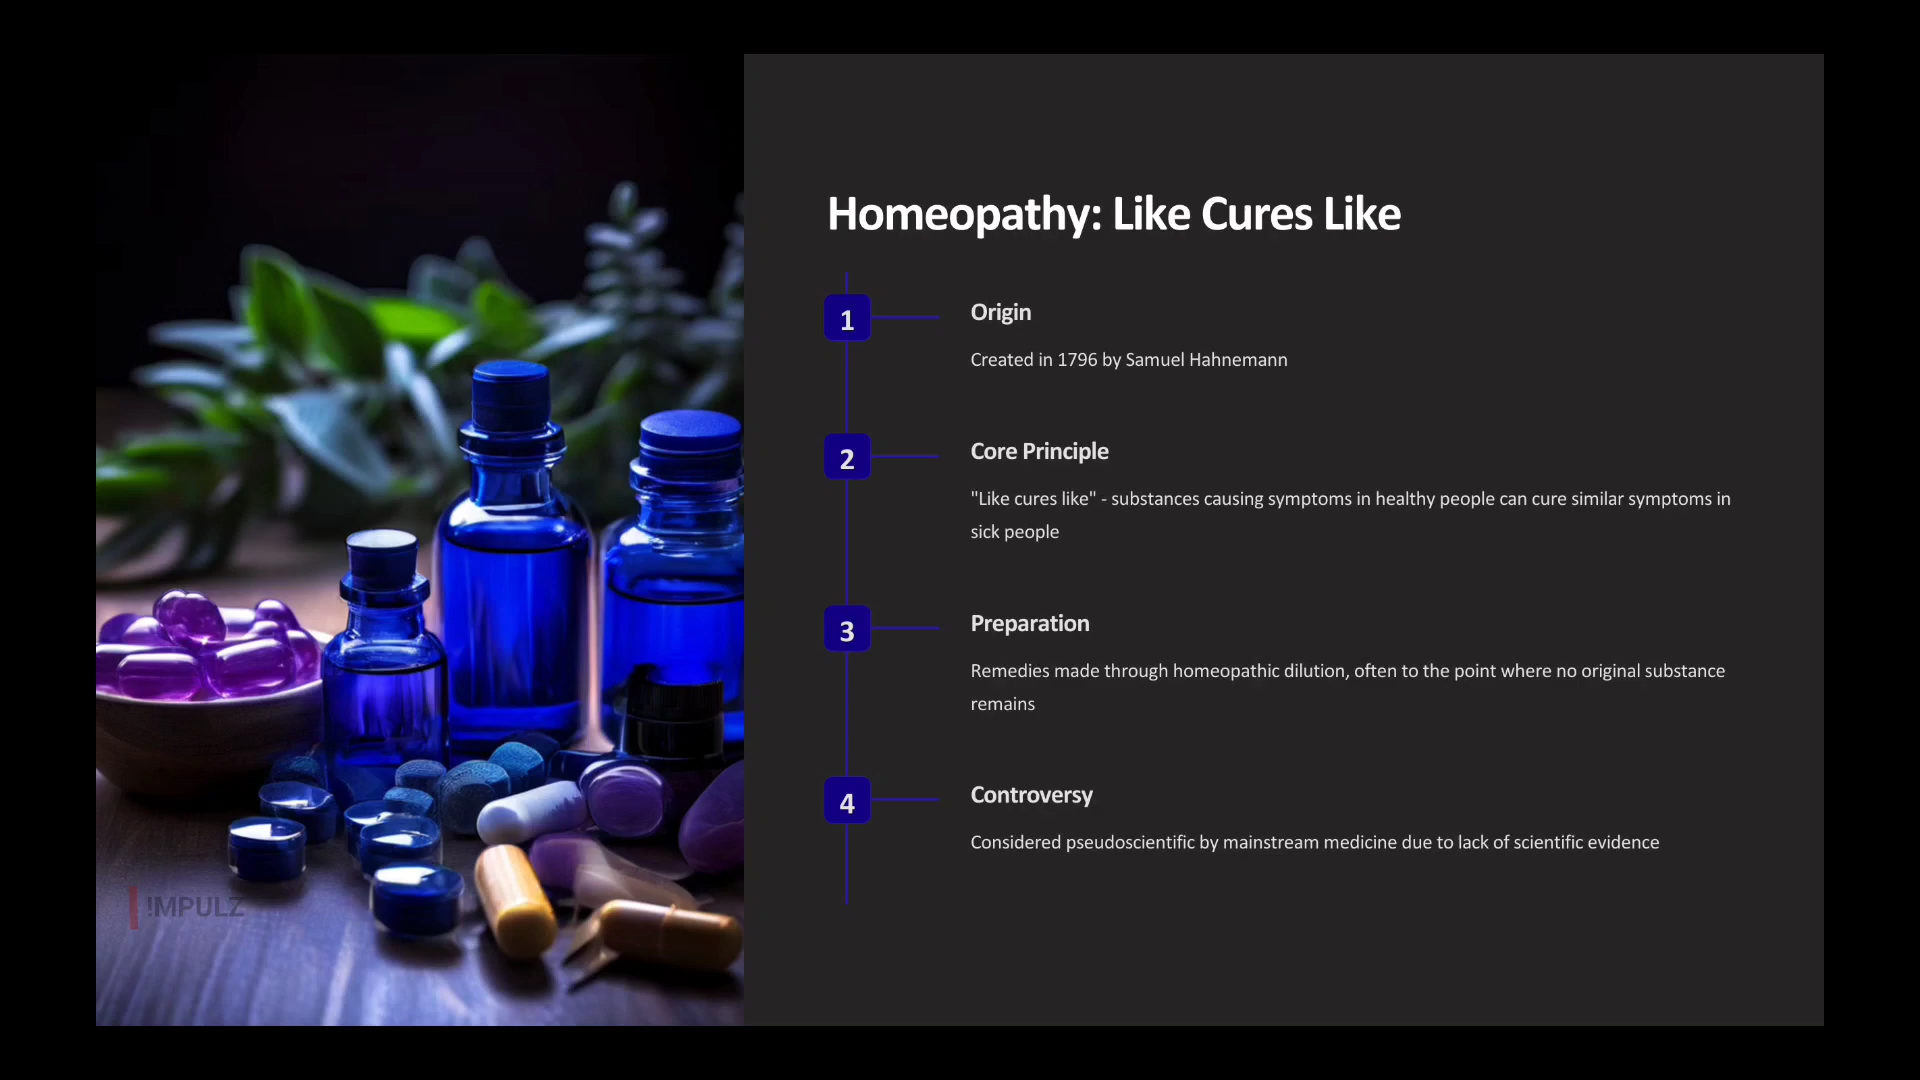 Homeopathy: Like Cures Like
1
Origin
Created in 1796 by Samuel Hahnemann
2
Core Principle
"Like cures like" - substances causing symptoms in healthy people can cure similar symptoms in
sick people
3
Preparation
Remedies made through homeopathic dilution, often to the point where no original substance
remains
4
Controversy
Considered pseudoscientific by mainstream medicine due to lack of scientific evidence
!MPULZ